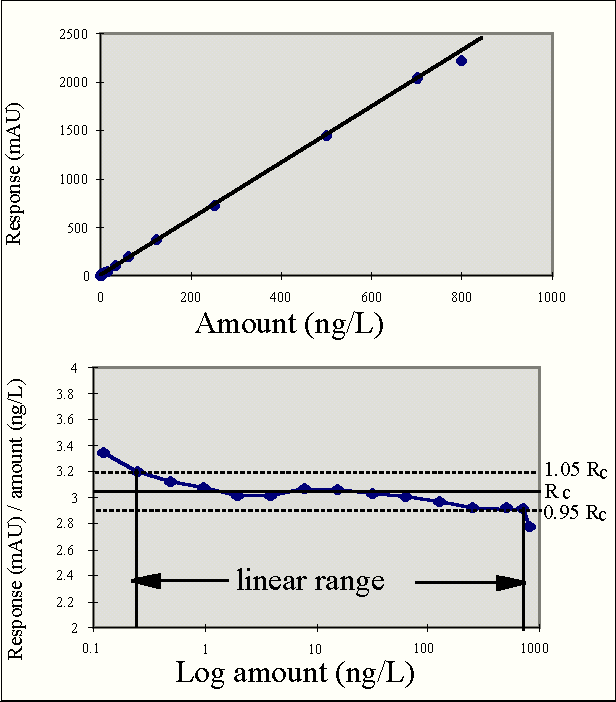 Response (mAU)
2500
2000
1500
1000
500
0
0 200 400 600 800 1000
Amount (ng/L)
Response (mAU) / amount (ng/L)
4
3.8
3.6
3.4
3.2
3
2.8
2.6
2.4
2.2
2
1.05 Rc
Rc
0.95 Rc
linear range
0.1 1 10 100 1000
Log amount (ng/L)